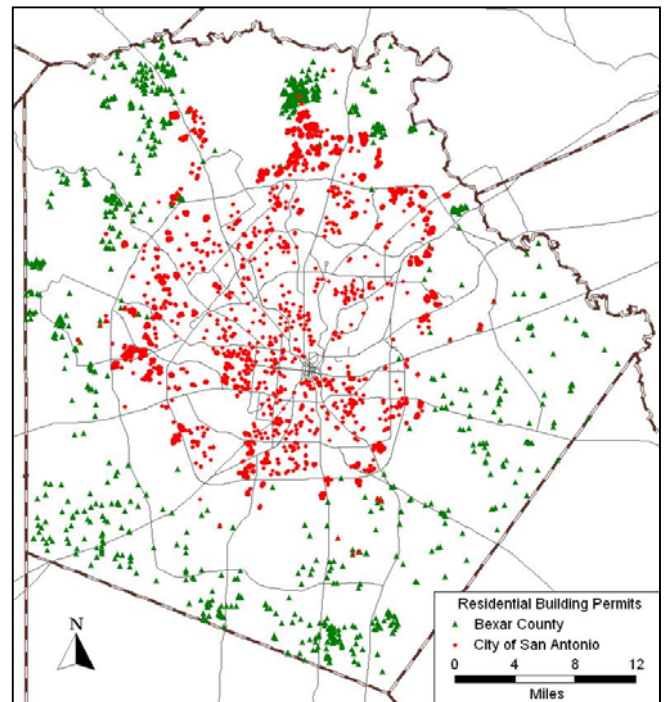 N
Residential Building Permits
Bexar County
City of San Antonio
0 4 8 12
Miles